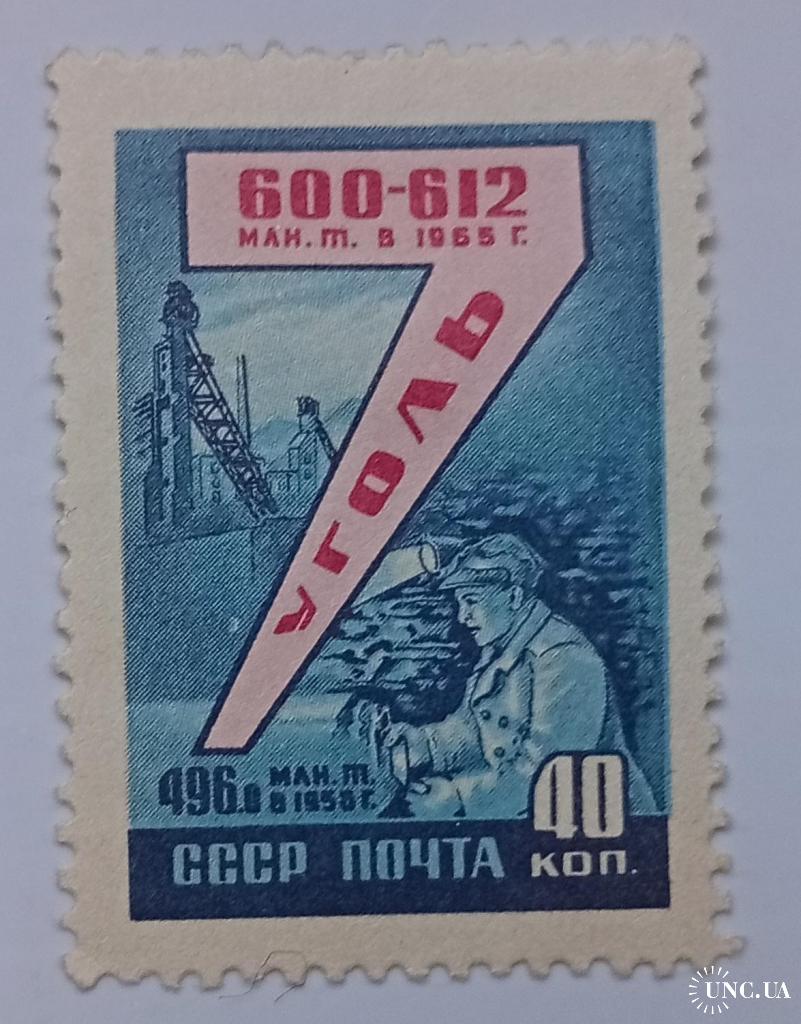 600-612
МЛН. Т. В 1965 Г.
УГОЛЬ
496.0 МЛН. Т.
В 1958 Г.
40
КОП.
СССР ПОЧТА
UNC.UA